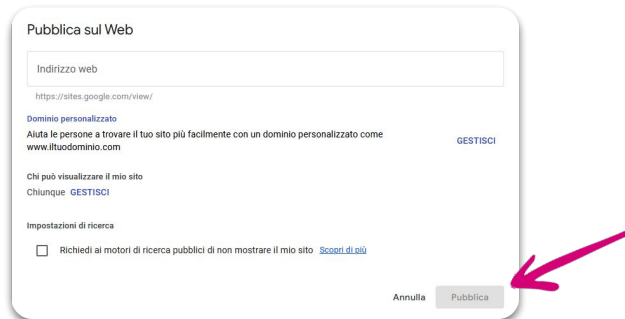 Pubblica sul Web
Indirizzo web
https://sites.google.com/view/
Dominio personalizzato
Aiuta le persone a trovare il tuo sito più facilmente con un dominio personalizzato come
www.iltuodominio.com
GESTISCI
Chi può visualizzare il mio sito
Chiunque GESTISCI
Impostazioni di ricerca
Richiedi ai motori di ricerca pubblici di non mostrare il mio sito Scopri di più
Annulla Pubblica